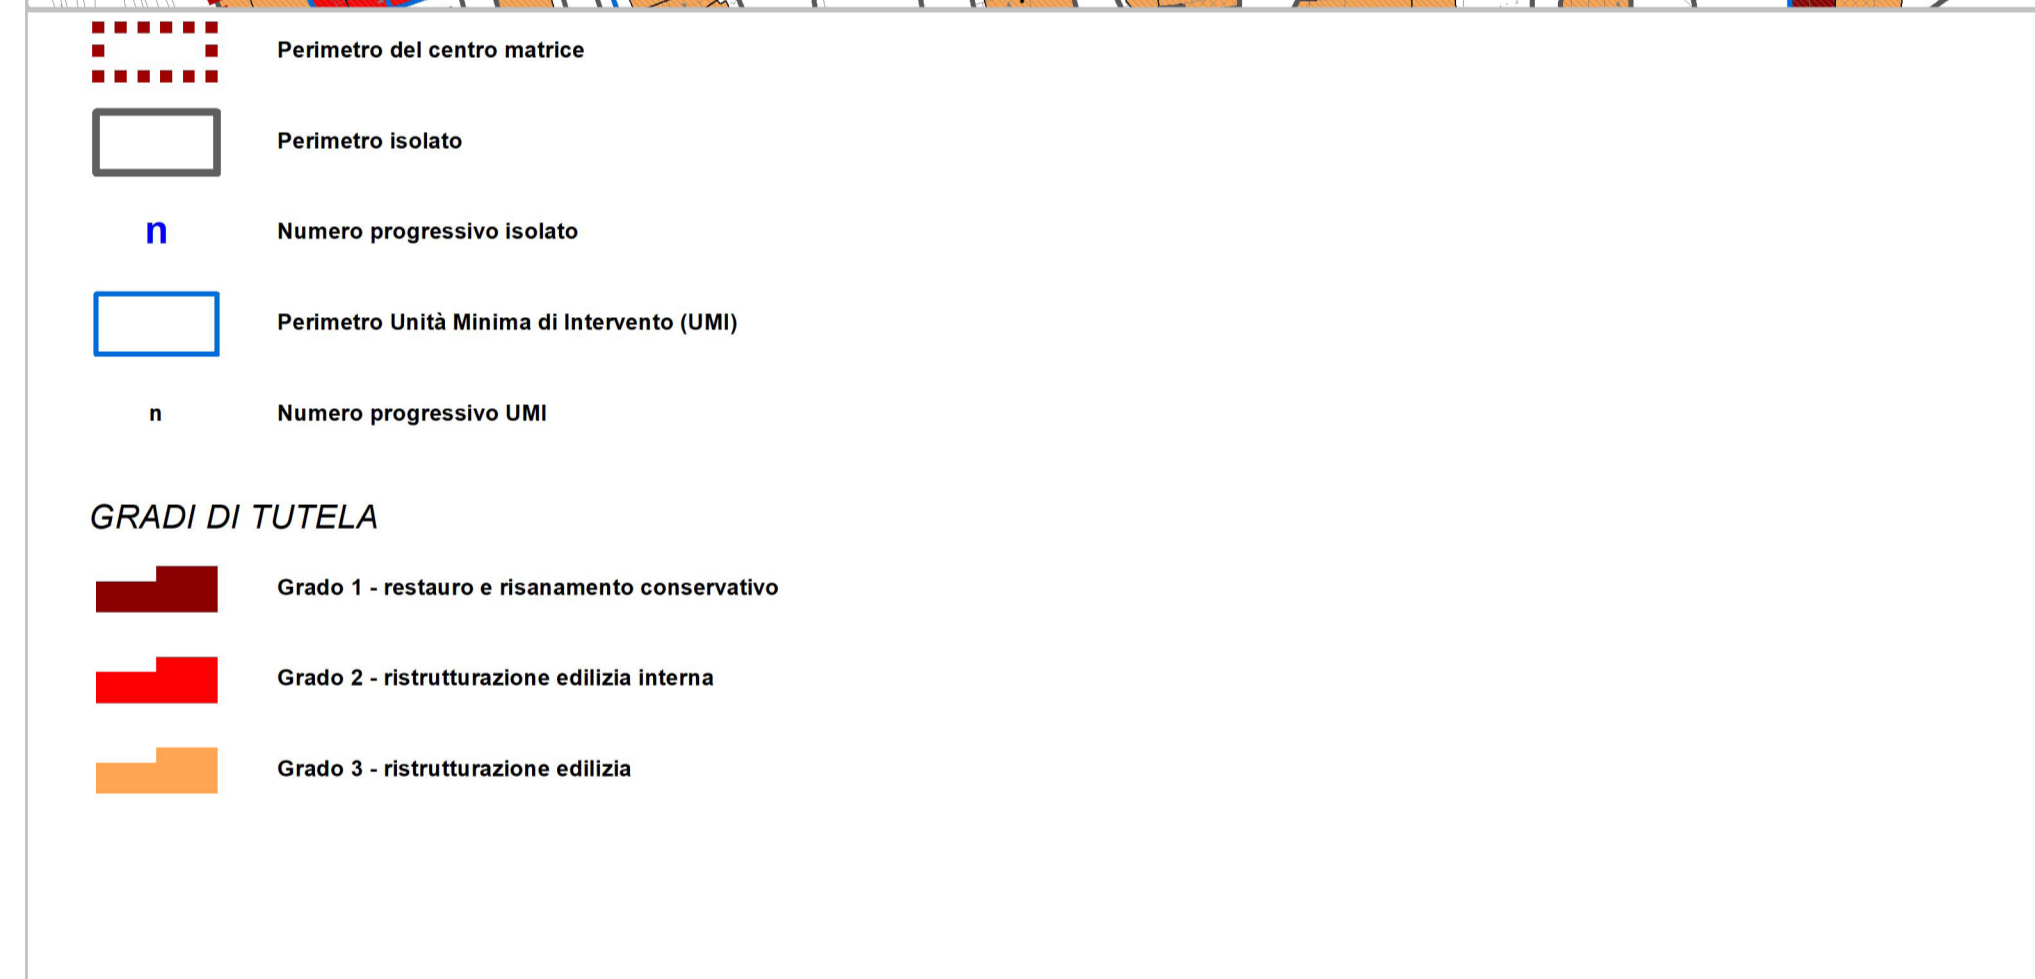 Perimetro del centro matrice
Perimetro isolato
n Numero progressivo isolato
Perimetro Unità Minima di Intervento (UMI)
n Numero progressivo UMI
GRADI DI TUTELA
Grado 1 - restauro e risanamento conservativo
Grado 2 - ristrutturazione edilizia interna
Grado 3 - ristrutturazione edilizia